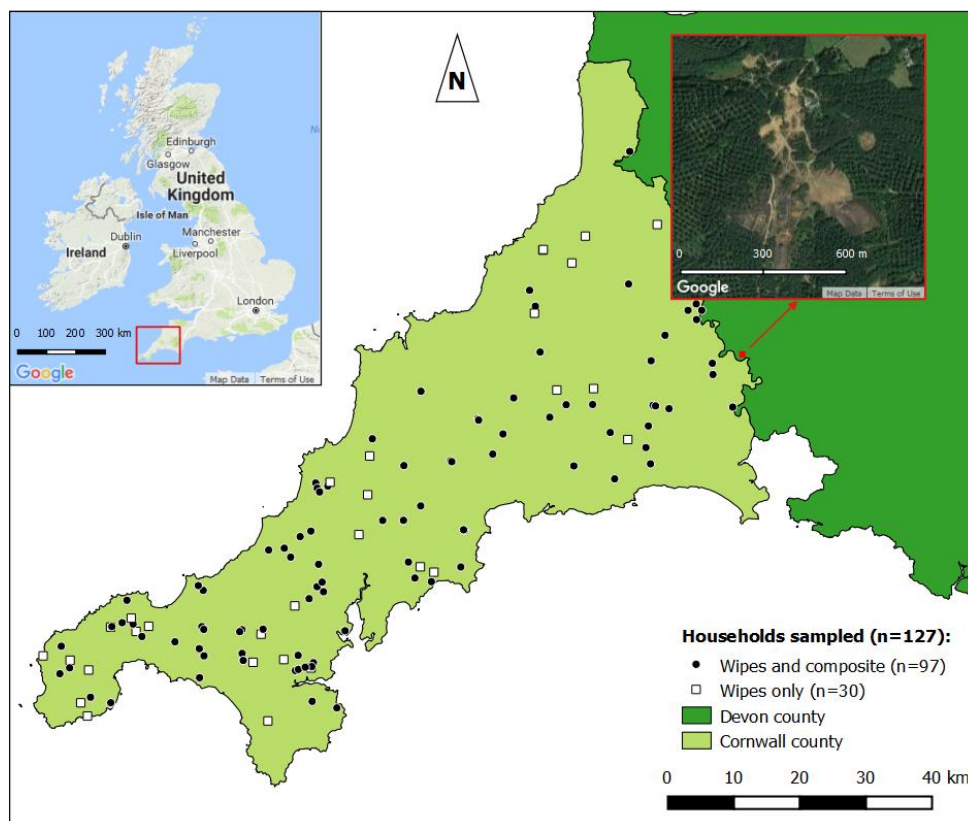 N
Edinburgh
Glasgow
United
Kingdom
Isle of Man
Manchester
Dublin
Ireland
Liverpool
London
0 100 200 300 km
Google
Map Data
Terms of Use
0 300 600 m
Google
Map Data
Terms of Use
Households sampled (n=127):
Wipes and composite (n=97)
Wipes only (n=30)
Devon county
Cornwall county
0 10 20 30 40 km